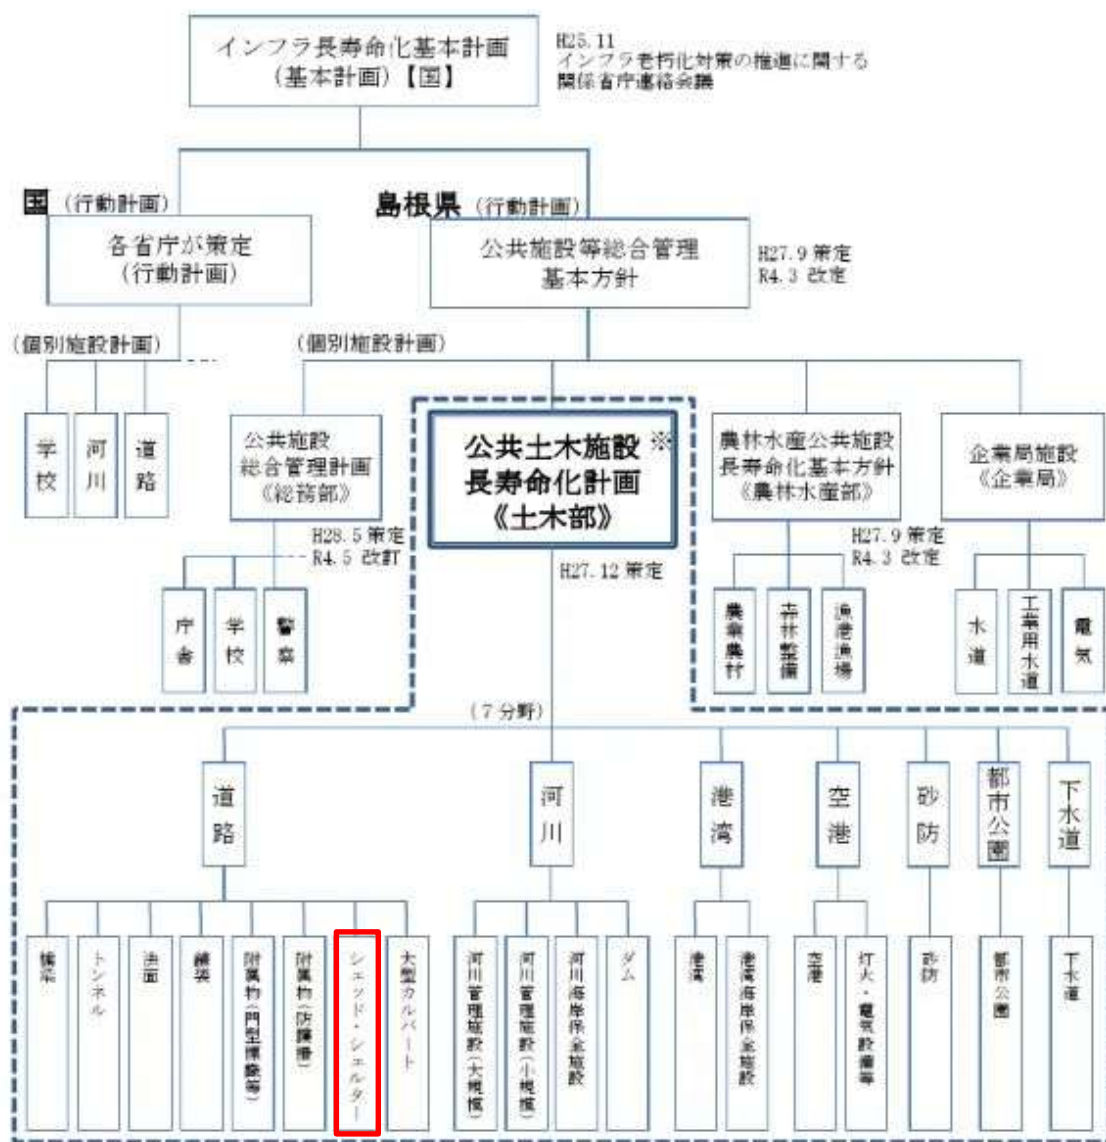 インフラ長寿命化基本計画
(基本計画)【国】
H25.11
インフラ老朽化対策の推進に関する
関係省庁連絡会議
国 (行動計画)
島根県 (行動計画)
各省庁が策定
(行動計画)
公共施設等総合管理
基本方針
H27.9 策定
R4.3 改定
(個別施設計画)
(個別施設計画)
学校
河川
道路
公共施設
総合管理計画
《総務部》
H28.5 策定
R4.5 改訂
公共土木施設※
長寿命化計画
《土木部》
H27.12 策定
農林水産公共施設
長寿命化基本方針
《農林水産部》
H27.9 策定
R4.3 改定
企業局施設
《企業局》
庁舎
学校
警察
農業農村
森林整備
漁港漁場
水道
工業用水道
電気
(7分野)
道路
河川
港湾
空港
砂防
都市公園
下水道
橋梁
トンネル
法面
舗装
附属物(門型標識等)
附属物(防護柵)
シェッド・シェルター
大型カルバート
河川管理施設(大規模)
河川管理施設(小規模)
河川海岸保全施設
ダム
港湾
港湾海岸保全施設
空港
灯火・電気設備等
砂防
都市公園
下水道